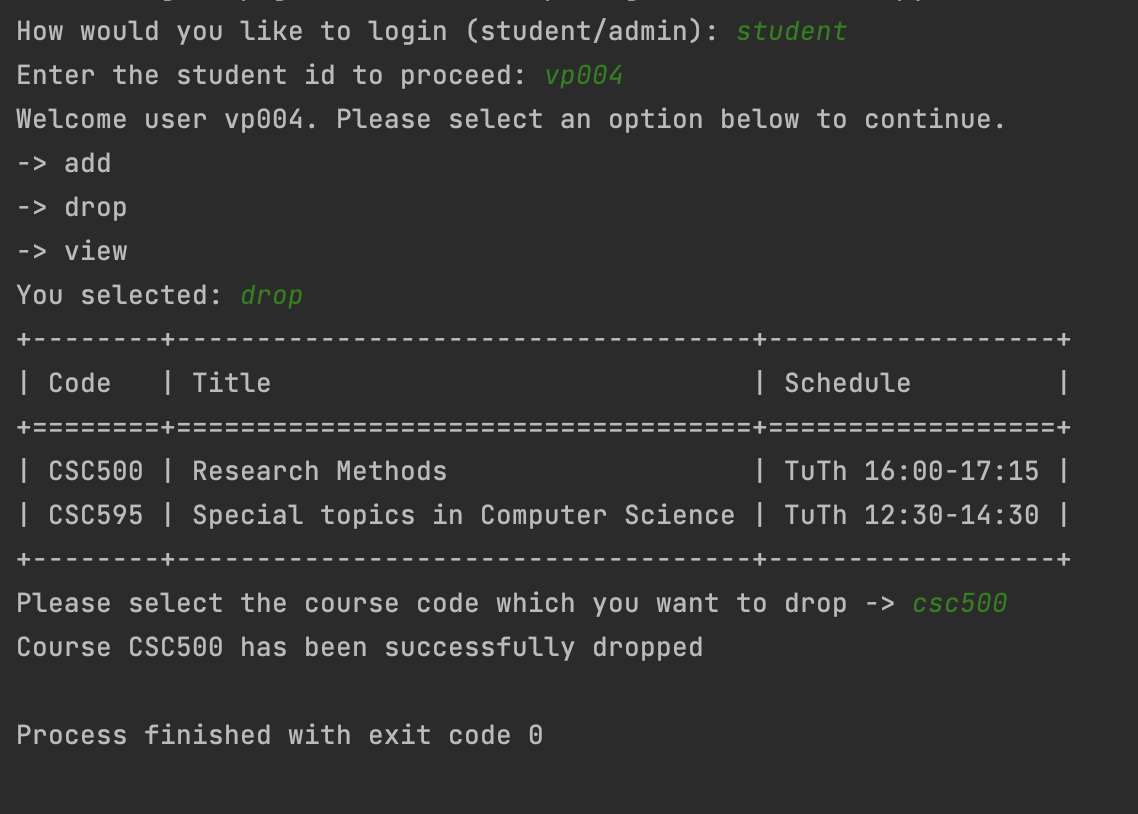 How would you like to login (student/admin): student
Enter the student id to proceed: vp004
Welcome user vp004. Please select an option below to continue.
-> add
-> drop
-> view
You selected: drop
+--------+------------------------------------+------------------+
| Code   | Title                              | Schedule         |
+========+====================================+==================+
| CSC500 | Research Methods                   | TuTh 16:00-17:15 |
| CSC595 | Special topics in Computer Science | TuTh 12:30-14:30 |
+--------+------------------------------------+------------------+
Please select the course code which you want to drop -> csc500
Course CSC500 has been successfully dropped
Process finished with exit code 0